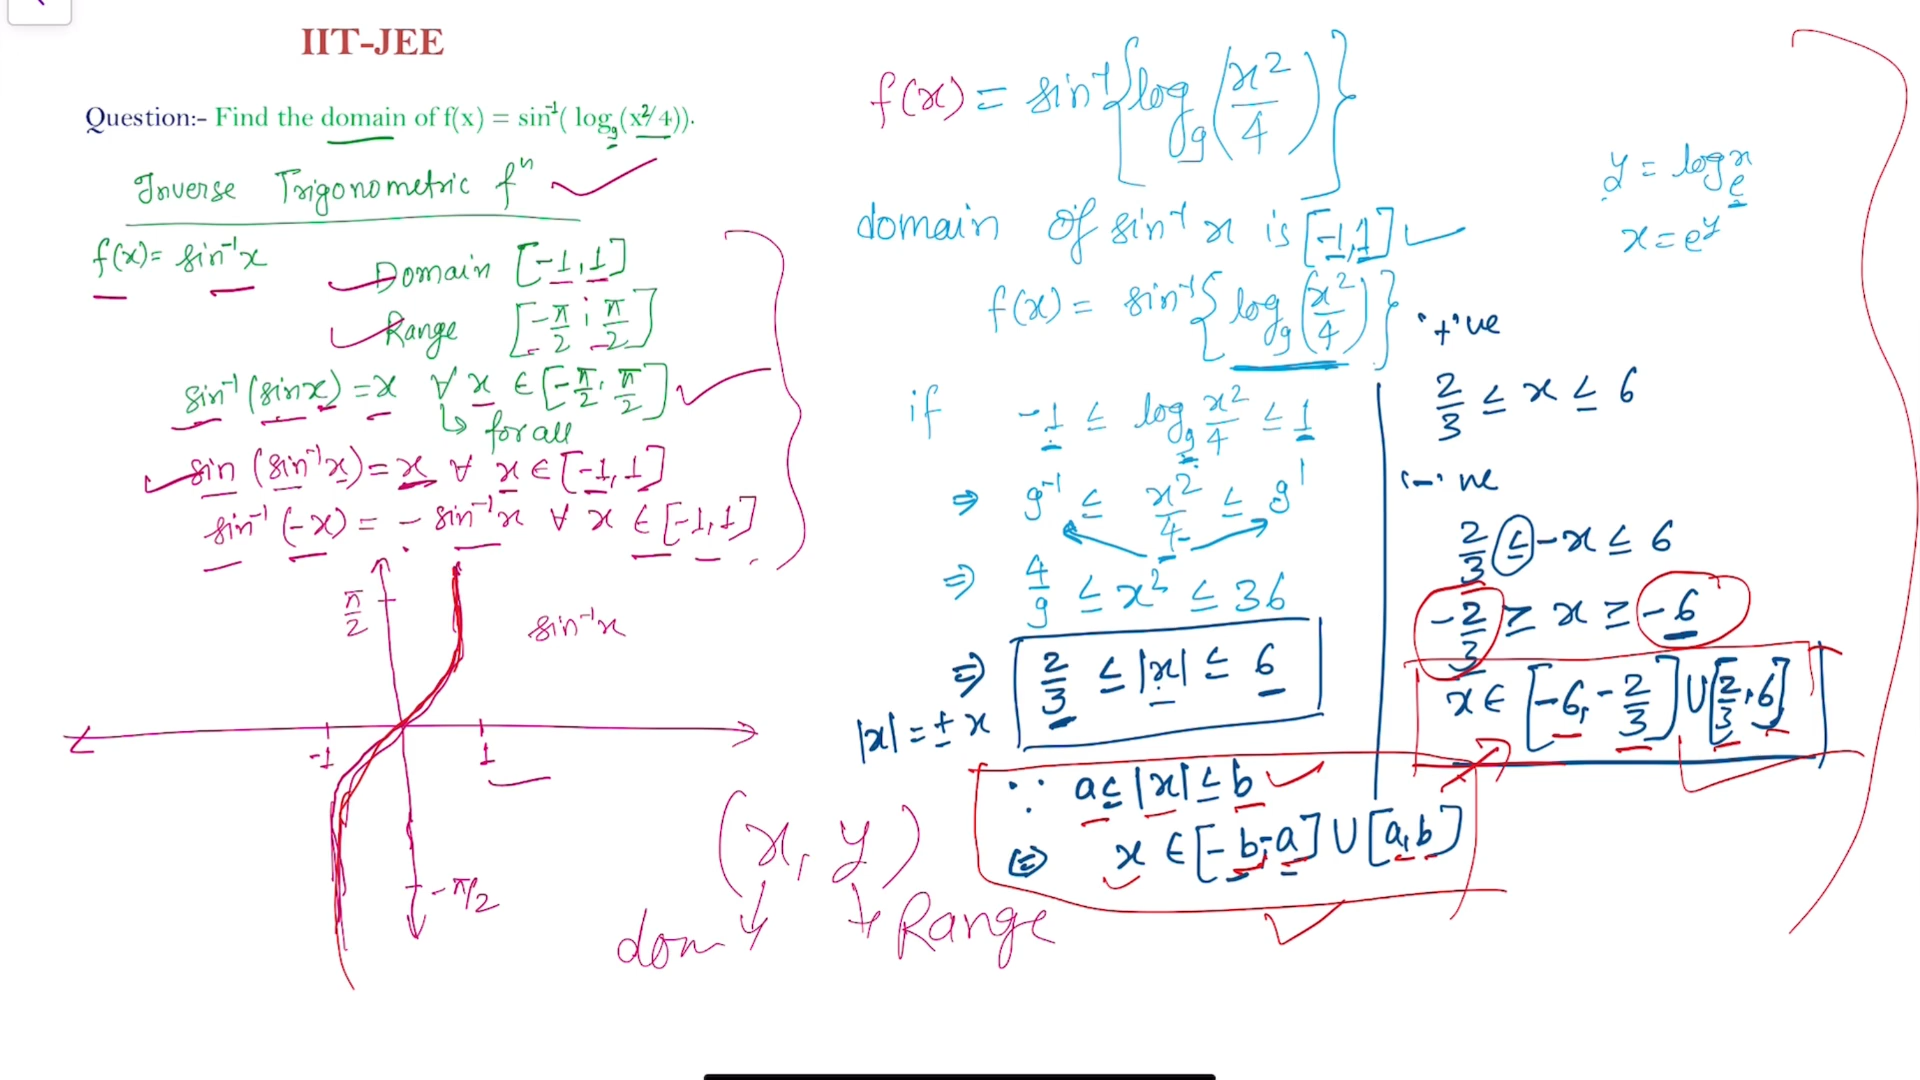 IIT-JEE
Question:- Find the domain of f(x) = sin⁻¹( log₉(x²/4)).
Inverse Trigonometric fⁿ
f(x)= sin⁻¹x
Domain [-1,1]
Range [-π/2, π/2]
sin⁻¹(sinx) = x ∀ x ∈ [-π/2, π/2]
↳ for all
sin (sin⁻¹x) = x ∀ x ∈ [-1,1]
sin⁻¹(-x) = - sin⁻¹x ∀ x ∈ [-1,1]
π/2
sin⁻¹x
-1
1
-π/2
(x, y)
dom
Range
f(x) = sin⁻¹{log₉(x²/4)}
domain of sin⁻¹ x is [-1,1]
f(x) = sin⁻¹{log₉(x²/4)}
if -1 ≤ log₉ x²/4 ≤ 1
⇒ 9⁻¹ ≤ x²/4 ≤ 9¹
⇒ 4/9 ≤ x² ≤ 36
⇒ 2/3 ≤ |x| ≤ 6
|x| = ± x
∵ a ≤ |x| ≤ b
⇔ x ∈ [-b,-a] ∪ [a,b]
y = logₑx
x = eʸ
'+'ve
2/3 ≤ x ≤ 6
'-' ve
2/3 ≤ -x ≤ 6
-2/3 ≥ x ≥ -6
x ∈ [-6, -2/3] ∪ [2/3, 6]